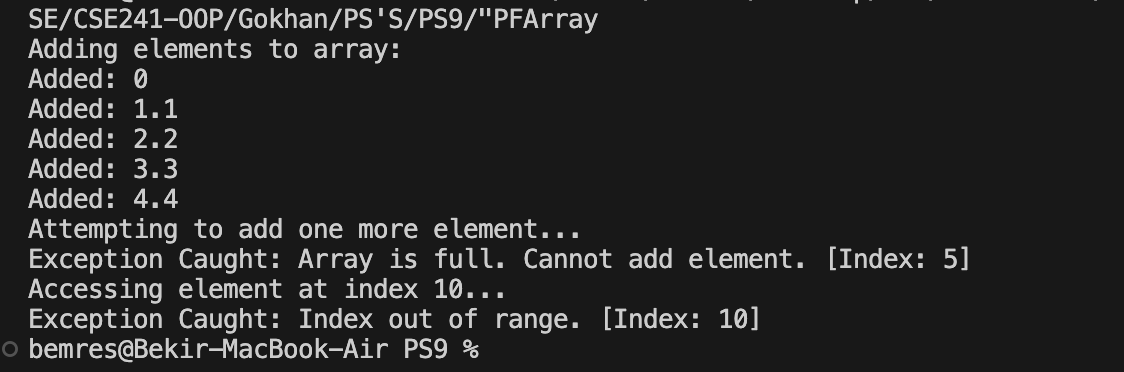 SE/CSE241-OOP/Gokhan/PS'S/PS9/"PFArray
Adding elements to array:
Added: 0
Added: 1.1
Added: 2.2
Added: 3.3
Added: 4.4
Attempting to add one more element...
Exception Caught: Array is full. Cannot add element. [Index: 5]
Accessing element at index 10...
Exception Caught: Index out of range. [Index: 10]
bemres@Bekir-MacBook-Air PS9 %